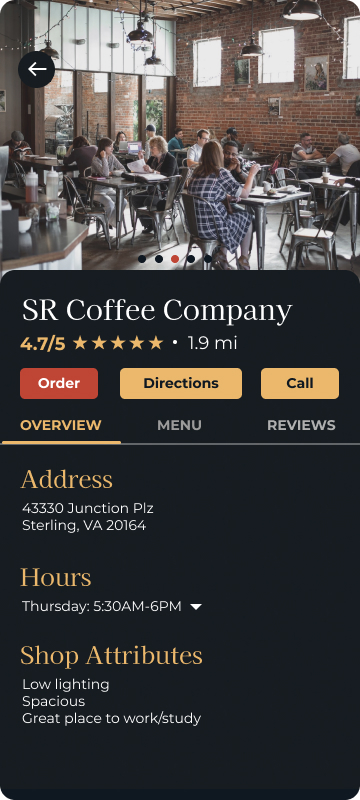 SR Coffee Company
4.7/5 ★★★★★ • 1.9 mi
Order Directions Call
OVERVIEW MENU REVIEWS
Address
43330 Junction Plz
Sterling, VA 20164
Hours
Thursday: 5:30AM-6PM
Shop Attributes
Low lighting
Spacious
Great place to work/study